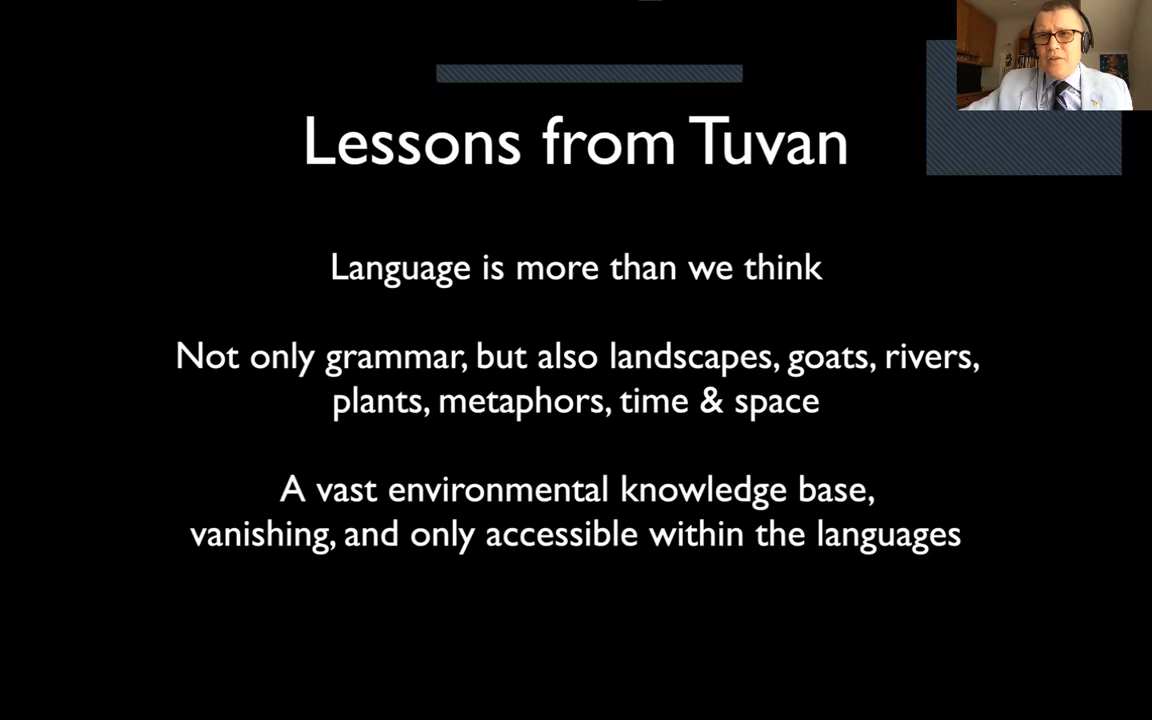 Lessons from Tuvan
Language is more than we think
Not only grammar, but also landscapes, goats, rivers,
plants, metaphors, time & space
A vast environmental knowledge base,
vanishing, and only accessible within the languages